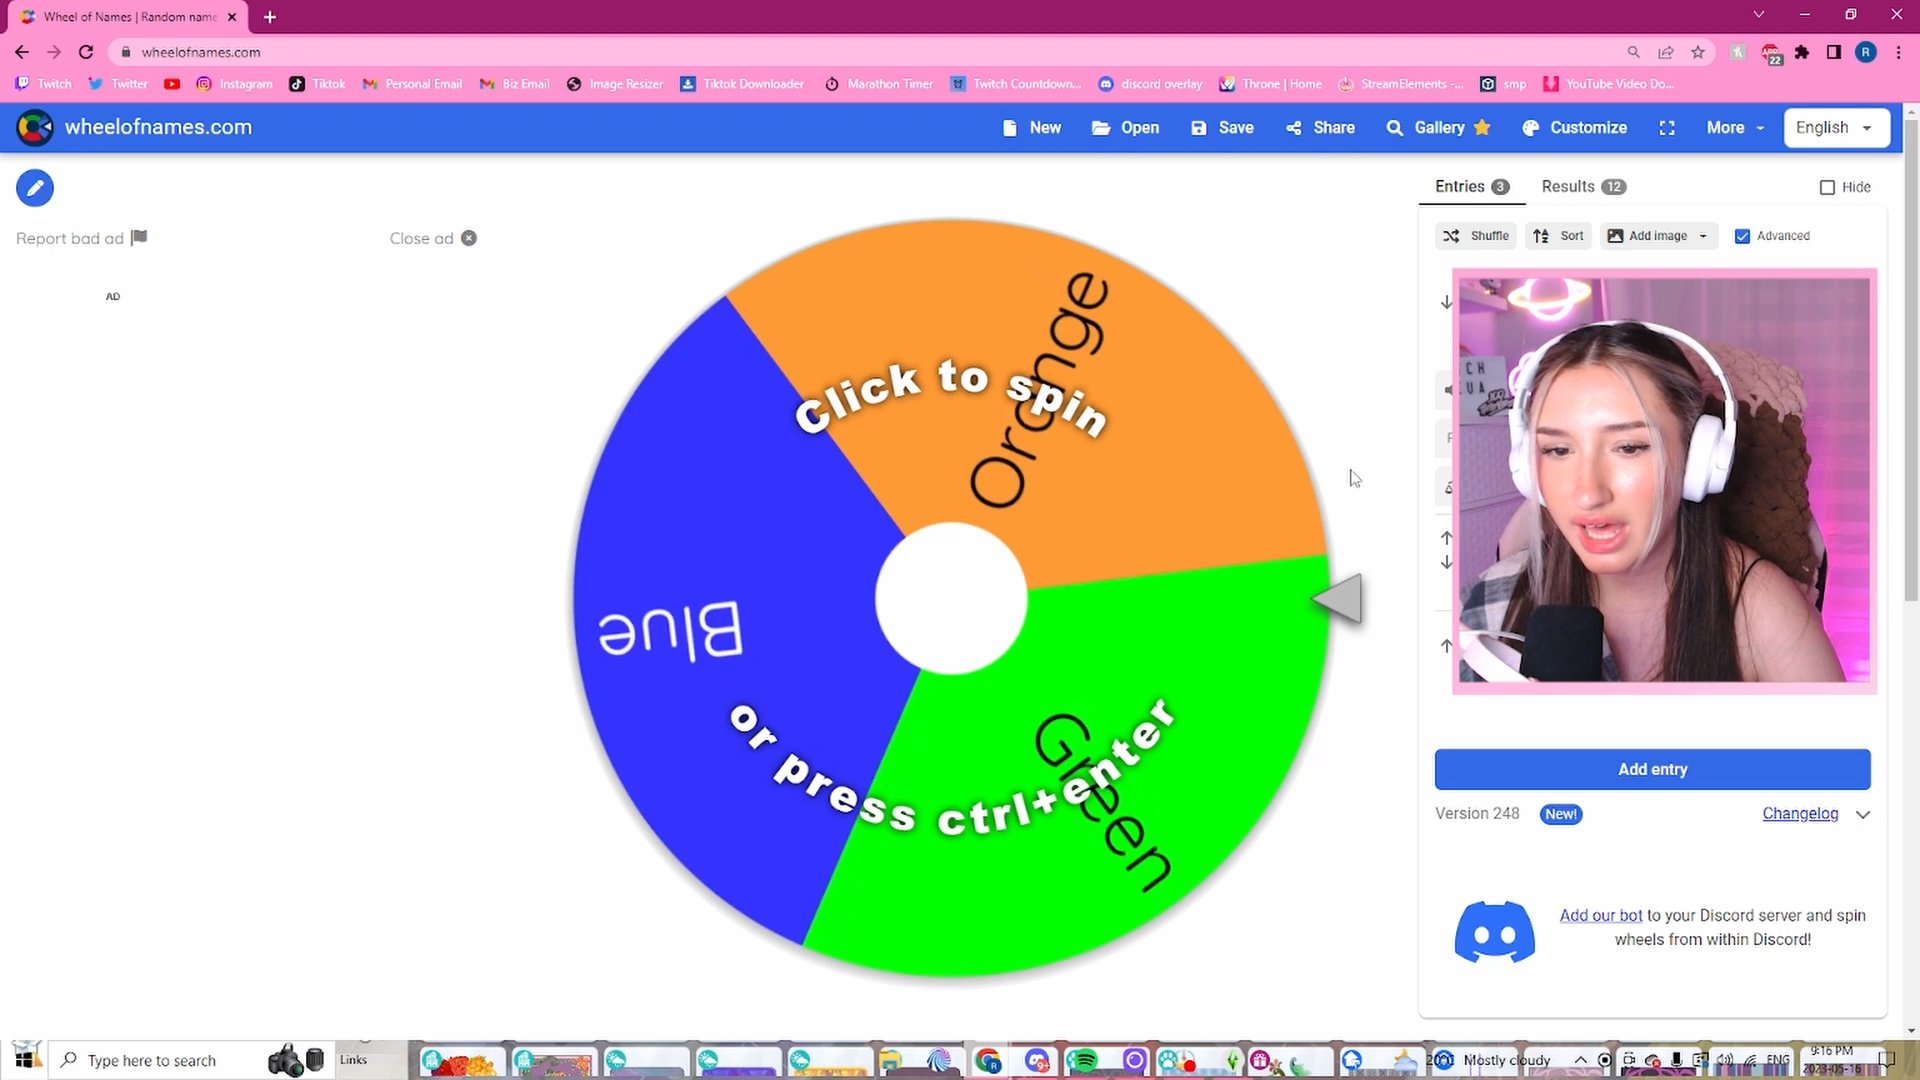 Wheel of Names | Random name
wheelofnames.com
Twitch Twitter Instagram Tiktok Personal Email Biz Email Image Resizer Tiktok Downloader Marathon Timer Twitch Countdown... discord overlay Throne | Home StreamElements -... smp YouTube Video Do...
22
R
wheelofnames.com
New Open Save Share Gallery Customize More English
Report bad ad
Close ad
AD
Entries 3 Results 12 Hide
Shuffle Sort Add image Advanced
Click to spin
Orange
Blue
Green
or press ctrl+enter
Add entry
Version 248 New! Changelog
Add our bot to your Discord server and spin
wheels from within Discord!
Type here to search
Links
Mostly cloudy
ENG
9:16 PM
2023-05-16